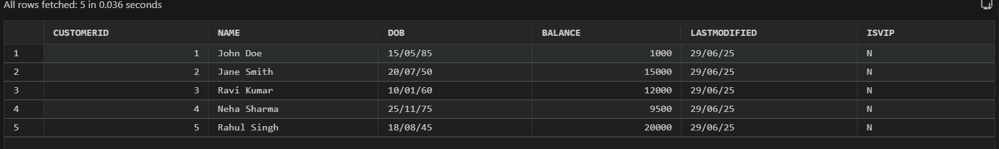 All rows fetched: 5 in 0.036 seconds
CUSTOMERID NAME DOB BALANCE LASTMODIFIED ISVIP
1 1 John Doe 15/05/85 1000 29/06/25 N
2 2 Jane Smith 20/07/50 15000 29/06/25 N
3 3 Ravi Kumar 10/01/60 12000 29/06/25 N
4 4 Neha Sharma 25/11/75 9500 29/06/25 N
5 5 Rahul Singh 18/08/45 20000 29/06/25 N